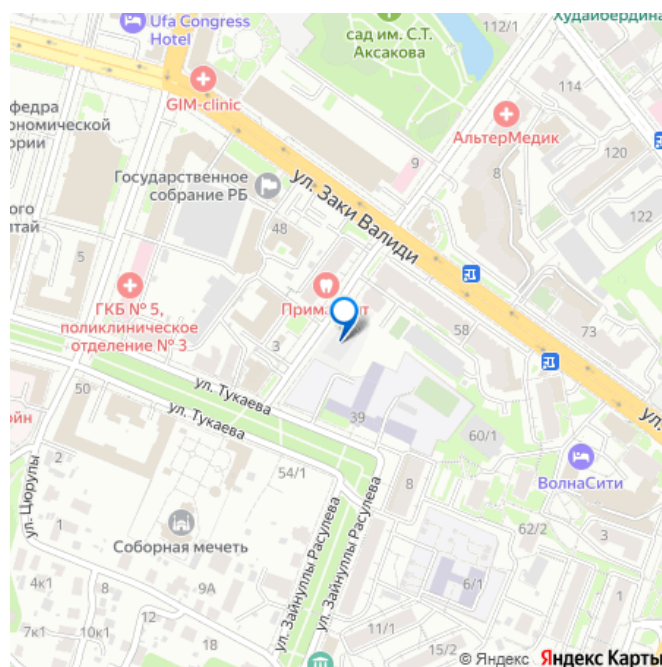 Ufa Congress
Hotel
сад им. С.Т.
Аксакова
112/1
Худайбердина
GIM-clinic
114
АльтерМедик
120
9
122
Государственное
собрание РБ
8
48
ул. Заки Валиди
5
ГКБ № 5,
поликлиническое
отделение № 3
3
58
73
ул. Тукаева
ул. Тукаева
50
39
60/1
ул.
ВолнаСити
ул. Цюрупы
2
1
54/1
8
3
62/2
Соборная мечеть
ул. Зайнуллы Расулева
ул. Зайнуллы Расулева
4к1
8
9А
6/1
7к1
10к1
12
18
11/1
15/2
1
© Яндекс Яндекс Карты